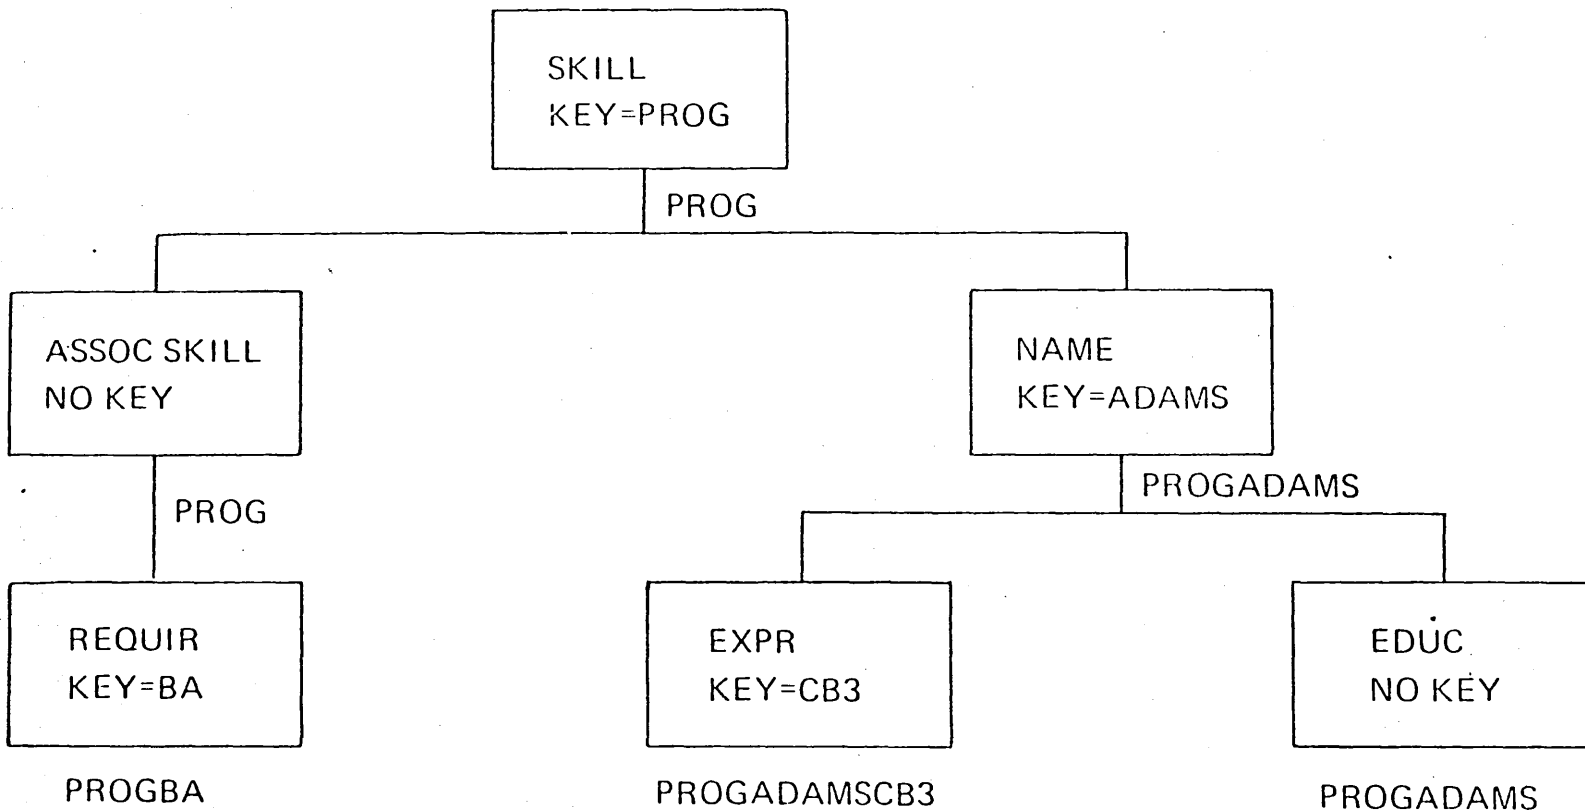 SKILL
KEY=PROG
PROG
ASSOC SKILL
NO KEY
NAME
KEY=ADAMS
PROG
PROGADAMS
REQUIR
KEY=BA
EXPR
KEY=CB3
EDUC
NO KEY
PROGBA
PROGADAMSCB3
PROGADAMS